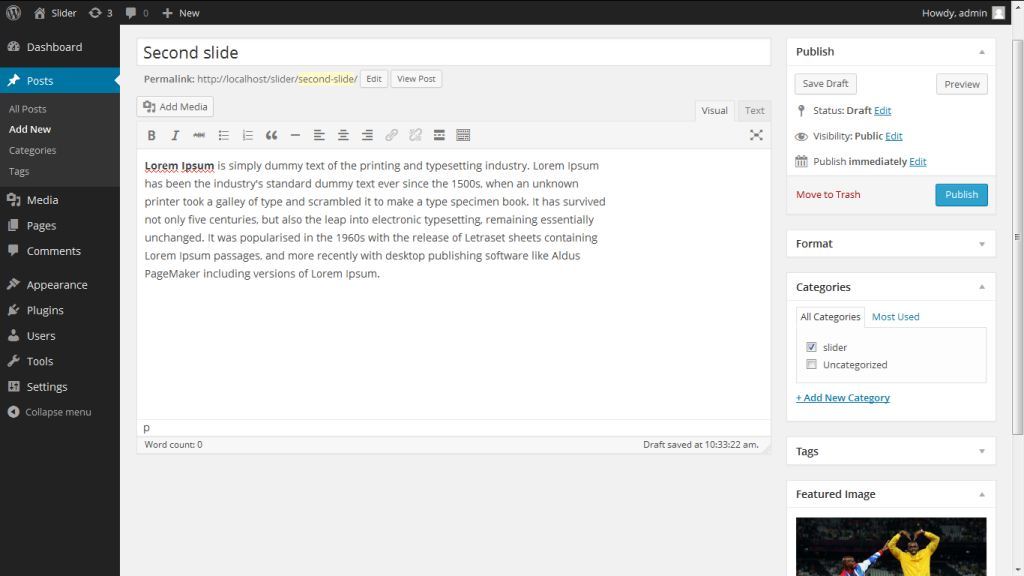 Slider 3 0 New Howdy, admin
Dashboard
Posts
All Posts
Add New
Categories
Tags
Media
Pages
Comments
Appearance
Plugins
Users
Tools
Settings
Collapse menu
Second slide
Permalink: http://localhost/slider/second-slide/ Edit View Post
Add Media
Visual Text
B I ABC
Lorem Ipsum is simply dummy text of the printing and typesetting industry. Lorem Ipsum
has been the industry's standard dummy text ever since the 1500s, when an unknown
printer took a galley of type and scrambled it to make a type specimen book. It has survived
not only five centuries, but also the leap into electronic typesetting, remaining essentially
unchanged. It was popularised in the 1960s with the release of Letraset sheets containing
Lorem Ipsum passages, and more recently with desktop publishing software like Aldus
PageMaker including versions of Lorem Ipsum.
p
Word count: 0 Draft saved at 10:33:22 am.
Publish
Save Draft Preview
Status: Draft Edit
Visibility: Public Edit
Publish immediately Edit
Move to Trash Publish
Format
Categories
All Categories Most Used
slider
Uncategorized
+ Add New Category
Tags
Featured Image